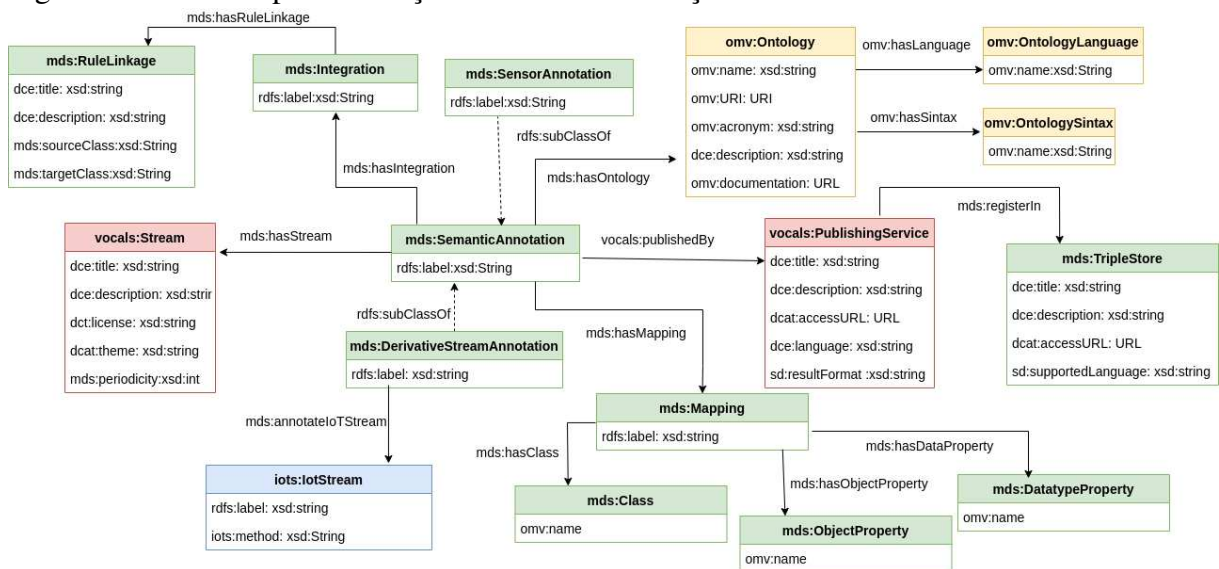 mds:hasRuleLinkage
mds:RuleLinkage
dce:title: xsd:string
dce:description: xsd:string
mds:sourceClass:xsd:String
mds:targetClass:xsd:String
mds:Integration
rdfs:label:xsd:String
mds:SensorAnnotation
rdfs:label:xsd:String
omv:Ontology
omv:name: xsd:string
omv:URI: URI
omv:acronym: xsd:string
dce:description: xsd:string
omv:documentation: URL
omv:hasLanguage
omv:OntologyLanguage
omv:name:xsd:String
omv:hasSintax
omv:OntologySintax
omv:name:xsd:String
rdfs:subClassOf
mds:hasIntegration
mds:hasOntology
mds:registerIn
vocals:Stream
dce:title: xsd:string
dce:description: xsd:strir
dct:license: xsd:string
dcat:theme: xsd:string
mds:periodicity:xsd:int
mds:hasStream
mds:SemanticAnnotation
rdfs:label:xsd:String
vocals:publishedBy
vocals:PublishingService
dce:title: xsd:string
dce:description: xsd:string
dcat:accessURL: URL
dce:language: xsd:string
sd:resultFormat :xsd:string
mds:TripleStore
dce:title: xsd:string
dce:description: xsd:string
dcat:accessURL: URL
sd:supportedLanguage: xsd:string
rdfs:subClassOf
mds:hasMapping
mds:DerivativeStreamAnnotation
rdfs:label: xsd:string
mds:annotateIoTStream
mds:Mapping
rdfs:label: xsd:string
mds:hasClass
mds:hasDataProperty
mds:hasObjectProperty
iots:IotStream
rdfs:label: xsd:string
iots:method: xsd:String
mds:Class
omv:name
mds:ObjectProperty
omv:name
mds:DatatypeProperty
omv:name